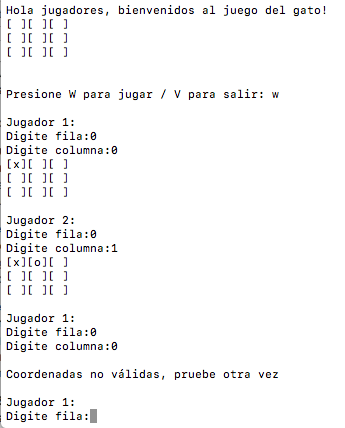 Hola jugadores, bienvenidos al juego del gato!
[ ][ ][ ]
[ ][ ][ ]
[ ][ ][ ]
Presione W para jugar / V para salir: w
Jugador 1:
Digite fila:0
Digite columna:0
[x][ ][ ]
[ ][ ][ ]
[ ][ ][ ]
Jugador 2:
Digite fila:0
Digite columna:1
[x][o][ ]
[ ][ ][ ]
[ ][ ][ ]
Jugador 1:
Digite fila:0
Digite columna:0
Coordenadas no válidas, pruebe otra vez
Jugador 1:
Digite fila: